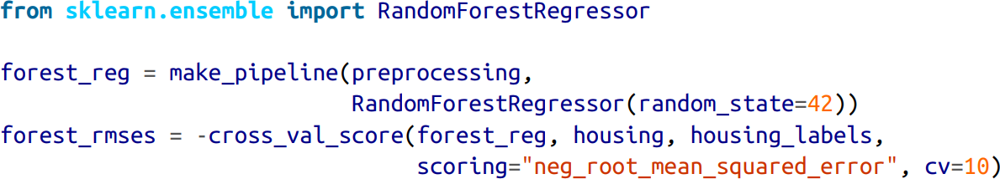 from sklearn.ensemble import RandomForestRegressor
forest_reg = make_pipeline(preprocessing,
RandomForestRegressor(random_state=42))
forest_rmses = -cross_val_score(forest_reg, housing, housing_labels,
scoring="neg_root_mean_squared_error", cv=10)